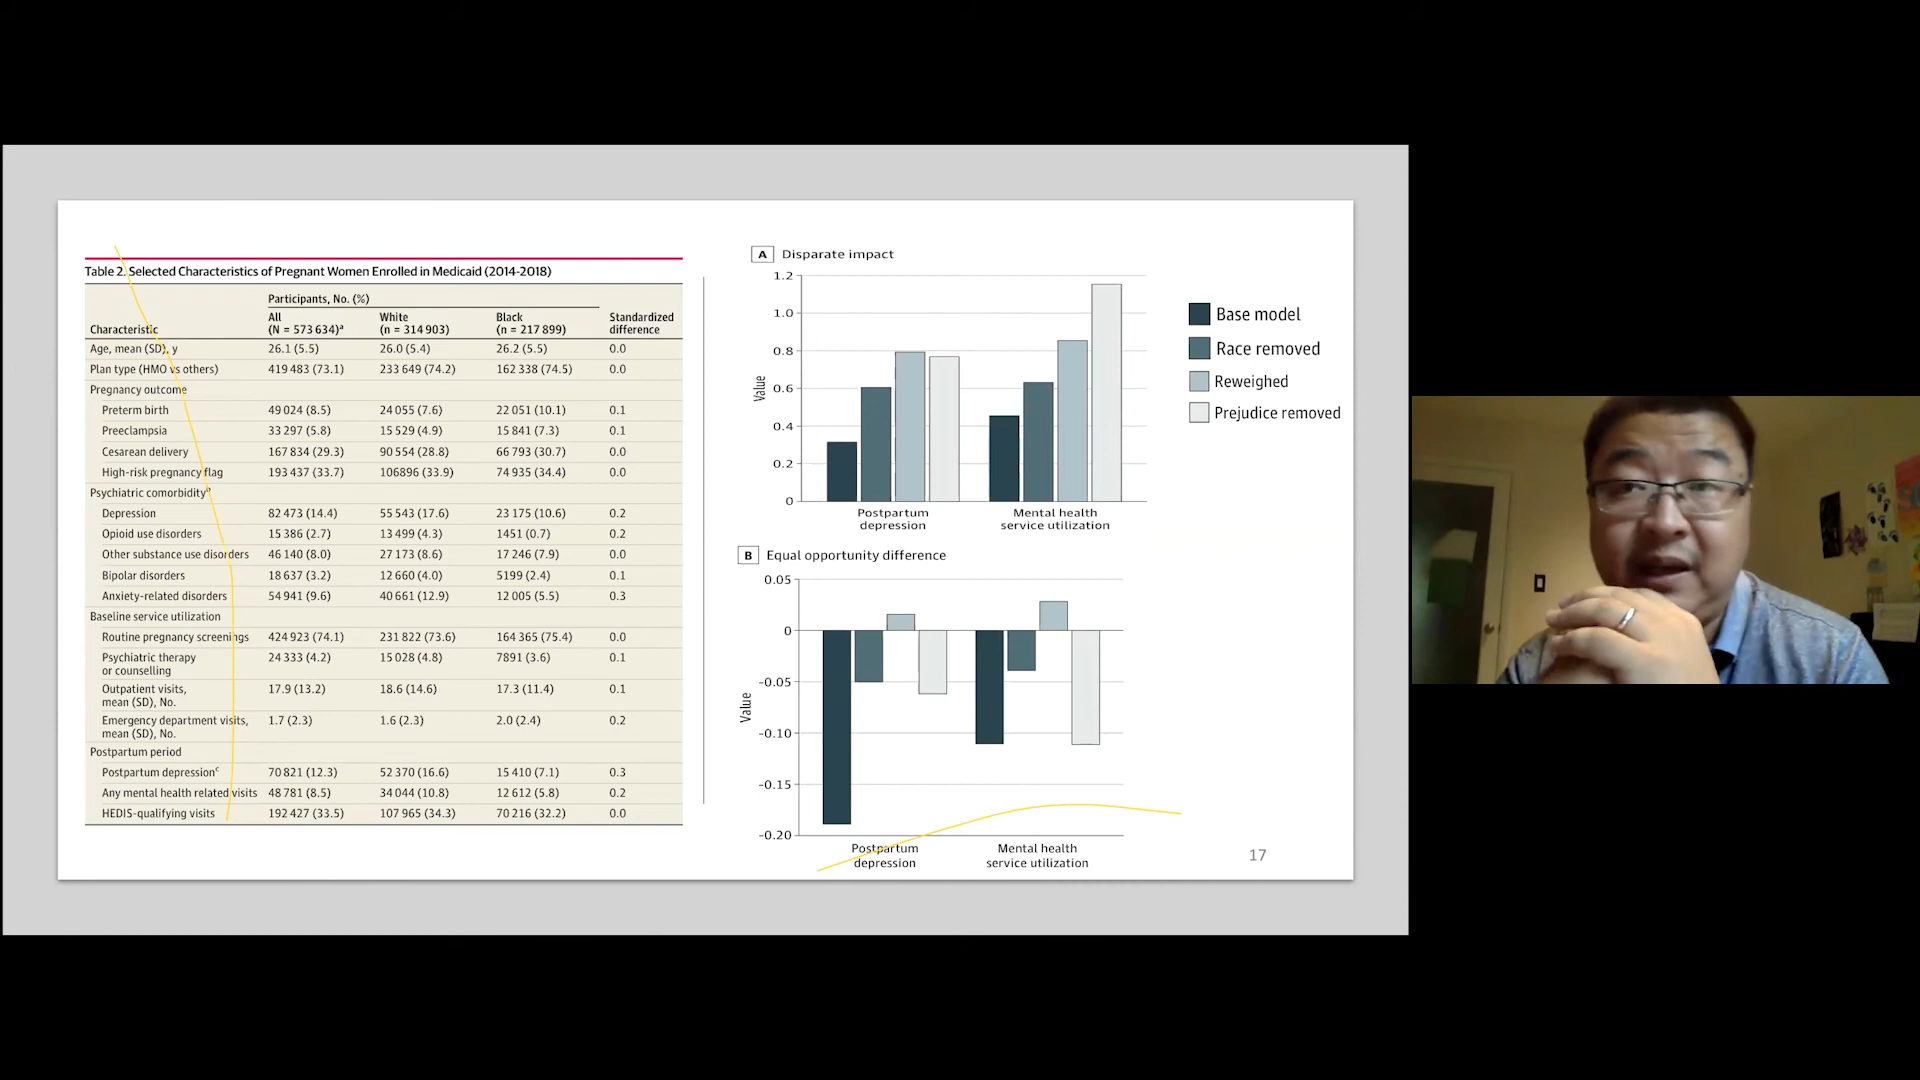 Table 2. Selected Characteristics of Pregnant Women Enrolled in Medicaid (2014-2018)
Participants, No. (%)
Characteristic All (N = 573 634)a White (n = 314 903) Black (n = 217 899) Standardized difference
Age, mean (SD), y 26.1 (5.5) 26.0 (5.4) 26.2 (5.5) 0.0
Plan type (HMO vs others) 419 483 (73.1) 233 649 (74.2) 162 338 (74.5) 0.0
Pregnancy outcome
Preterm birth 49 024 (8.5) 24 055 (7.6) 22 051 (10.1) 0.1
Preeclampsia 33 297 (5.8) 15 529 (4.9) 15 841 (7.3) 0.1
Cesarean delivery 167 834 (29.3) 90 554 (28.8) 66 793 (30.7) 0.0
High-risk pregnancy flag 193 437 (33.7) 106896 (33.9) 74 935 (34.4) 0.0
Psychiatric comorbidityb
Depression 82 473 (14.4) 55 543 (17.6) 23 175 (10.6) 0.2
Opioid use disorders 15 386 (2.7) 13 499 (4.3) 1451 (0.7) 0.2
Other substance use disorders 46 140 (8.0) 27 173 (8.6) 17 246 (7.9) 0.0
Bipolar disorders 18 637 (3.2) 12 660 (4.0) 5199 (2.4) 0.1
Anxiety-related disorders 54 941 (9.6) 40 661 (12.9) 12 005 (5.5) 0.3
Baseline service utilization
Routine pregnancy screenings 424 923 (74.1) 231 822 (73.6) 164 365 (75.4) 0.0
Psychiatric therapy or counselling 24 333 (4.2) 15 028 (4.8) 7891 (3.6) 0.1
Outpatient visits, mean (SD), No. 17.9 (13.2) 18.6 (14.6) 17.3 (11.4) 0.1
Emergency department visits, mean (SD), No. 1.7 (2.3) 1.6 (2.3) 2.0 (2.4) 0.2
Postpartum period
Postpartum depressionc 70 821 (12.3) 52 370 (16.6) 15 410 (7.1) 0.3
Any mental health related visits 48 781 (8.5) 34 044 (10.8) 12 612 (5.8) 0.2
HEDIS-qualifying visits 192 427 (33.5) 107 965 (34.3) 70 216 (32.2) 0.0
A Disparate impact
1.2
1.0
0.8
0.6
0.4
0.2
0
Value
Postpartum depression
Mental health service utilization
Base model
Race removed
Reweighed
Prejudice removed
B Equal opportunity difference
0.05
0
-0.05
-0.10
-0.15
-0.20
Value
Postpartum depression
Mental health service utilization
17